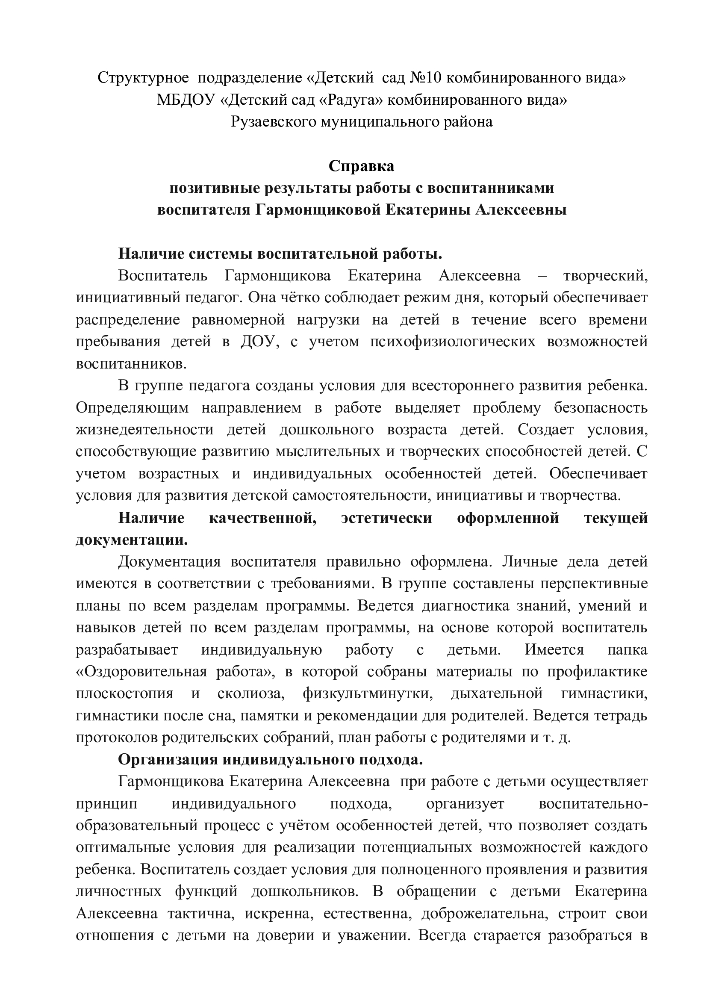 Структурное подразделение «Детский сад №10 комбинированного вида»
МБДОУ «Детский сад «Радуга» комбинированного вида»
Рузаевского муниципального района
Справка
позитивные результаты работы с воспитанниками
воспитателя Гармонщиковой Екатерины Алексеевны
Наличие системы воспитательной работы.
Воспитатель Гармонщикова Екатерина Алексеевна – творческий,
инициативный педагог. Она чётко соблюдает режим дня, который обеспечивает
распределение равномерной нагрузки на детей в течение всего времени
пребывания детей в ДОУ, с учетом психофизиологических возможностей
воспитанников.
В группе педагога созданы условия для всестороннего развития ребенка.
Определяющим направлением в работе выделяет проблему безопасность
жизнедеятельности детей дошкольного возраста детей. Создает условия,
способствующие развитию мыслительных и творческих способностей детей. С
учетом возрастных и индивидуальных особенностей детей. Обеспечивает
условия для развития детской самостоятельности, инициативы и творчества.
Наличие качественной, эстетически оформленной текущей
документации.
Документация воспитателя правильно оформлена. Личные дела детей
имеются в соответствии с требованиями. В группе составлены перспективные
планы по всем разделам программы. Ведется диагностика знаний, умений и
навыков детей по всем разделам программы, на основе которой воспитатель
разрабатывает индивидуальную работу с детьми. Имеется папка
«Оздоровительная работа», в которой собраны материалы по профилактике
плоскостопия и сколиоза, физкультминутки, дыхательной гимнастики,
гимнастики после сна, памятки и рекомендации для родителей. Ведется тетрадь
протоколов родительских собраний, план работы с родителями и т. д.
Организация индивидуального подхода.
Гармонщикова Екатерина Алексеевна при работе с детьми осуществляет
принцип индивидуального подхода, организует воспитательно-
образовательный процесс с учётом особенностей детей, что позволяет создать
оптимальные условия для реализации потенциальных возможностей каждого
ребенка. Воспитатель создает условия для полноценного проявления и развития
личностных функций дошкольников. В обращении с детьми Екатерина
Алексеевна тактична, искренна, естественна, доброжелательна, строит свои
отношения с детьми на доверии и уважении. Всегда старается разобраться в